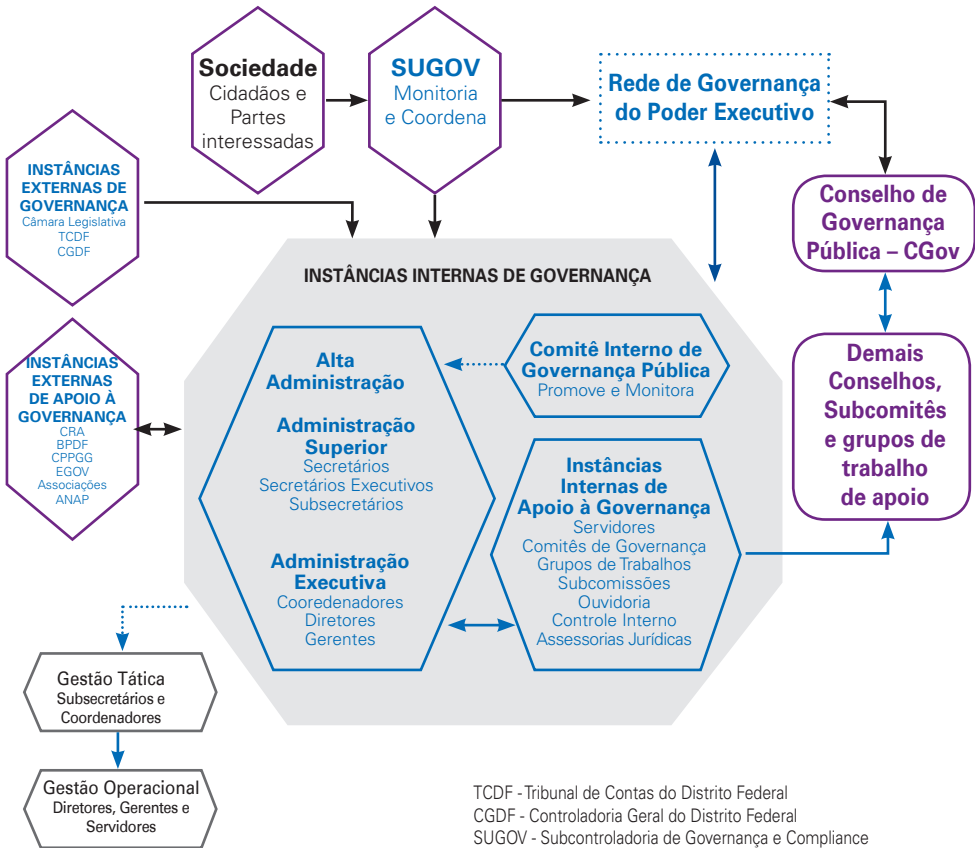 Sociedade
Cidadãos e
Partes
interessadas
SUGOV
Monitoria
e Coordena
Rede de Governança
do Poder Executivo
INSTÂNCIAS
EXTERNAS DE
GOVERNANÇA
Câmara Legislativa
TCDF
CGDF
Conselho de
Governança
Pública – CGov
INSTÂNCIAS INTERNAS DE GOVERNANÇA
INSTÂNCIAS
EXTERNAS
DE APOIO À
GOVERNANÇA
CRA
BPDF
CPPGG
EGOV
Associações
ANAP
Alta
Administração
Administração
Superior
Secretários
Secretários Executivos
Subsecretários
Administração
Executiva
Cooredenadores
Diretores
Gerentes
Comitê Interno de
Governança Pública
Promove e Monitora
Instâncias
Internas de
Apoio à Governança
Servidores
Comitês de Governança
Grupos de Trabalhos
Subcomissões
Ouvidoria
Controle Interno
Assessorias Jurídicas
Demais
Conselhos,
Subcomitês
e grupos de
trabalho
de apoio
Gestão Tática
Subsecretários e
Coordenadores
Gestão Operacional
Diretores, Gerentes e
Servidores
TCDF - Tribunal de Contas do Distrito Federal
CGDF - Controladoria Geral do Distrito Federal
SUGOV - Subcontroladoria de Governança e Compliance